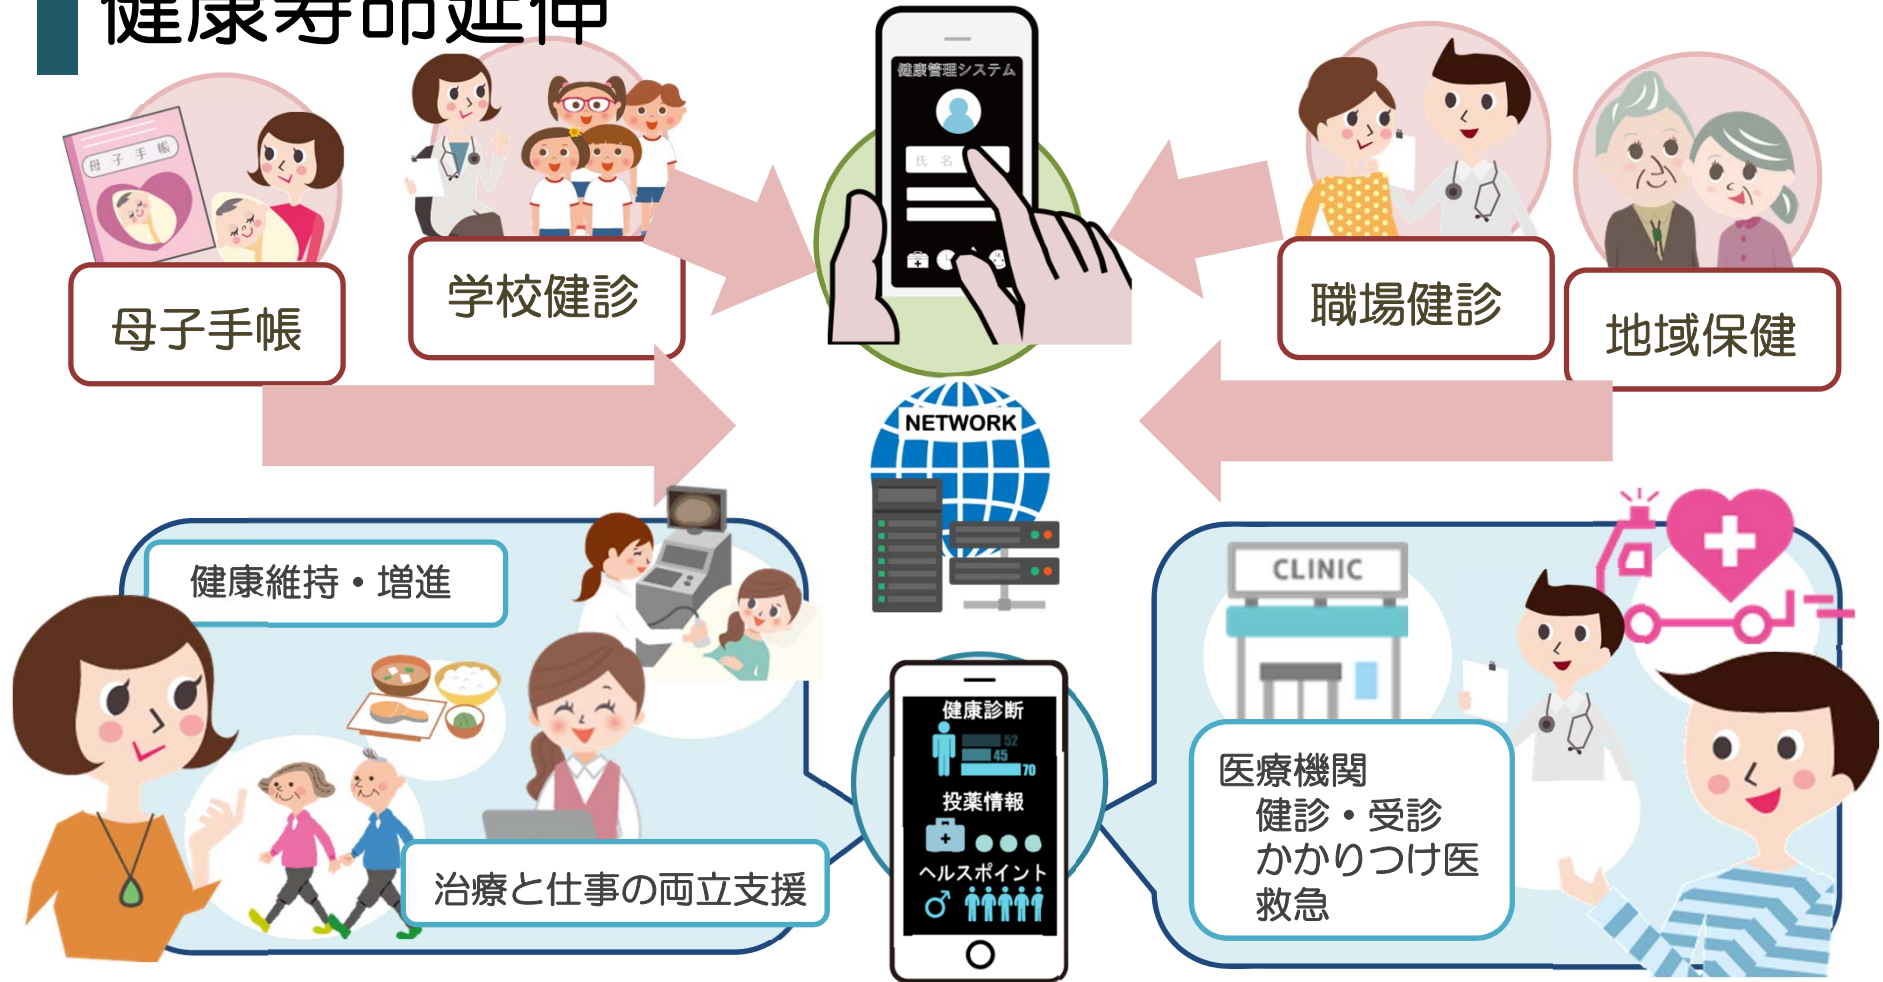 健康寿命延伸
健康管理システム
氏 名
母 子 手 帳
母子手帳
学校健診
職場健診
地域保健
NETWORK
健康維持・増進
治療と仕事の両立支援
健康診断
52
45
70
投薬情報
ヘルスポイント
CLINIC
医療機関
健診・受診
かかりつけ医
救急